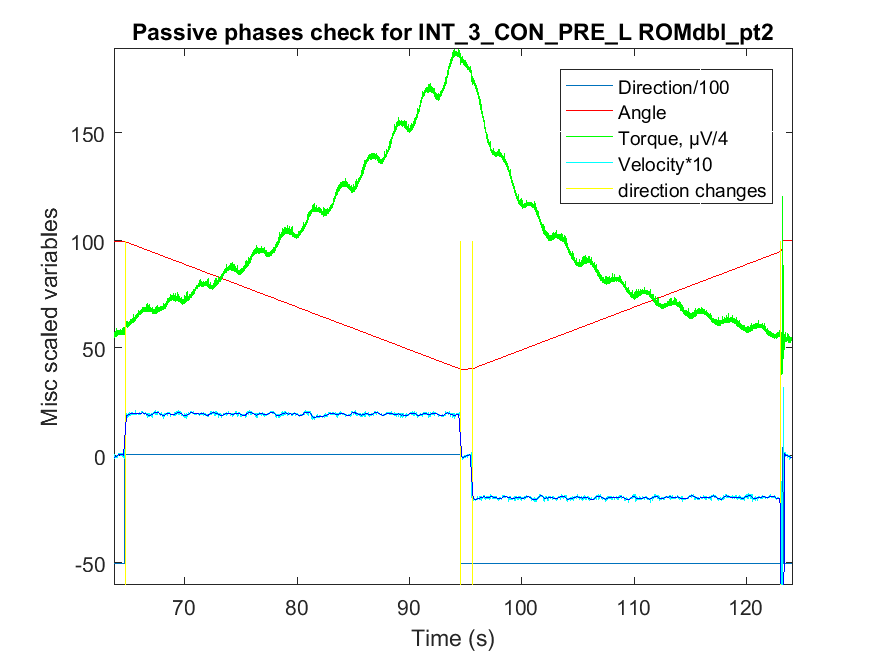 Passive phases check for INT_3_CON_PRE_L ROMdbl_pt2
Misc scaled variables
150
100
50
0
-50
70
80
90
100
110
120
Time (s)
Direction/100
Angle
Torque, µV/4
Velocity*10
direction changes